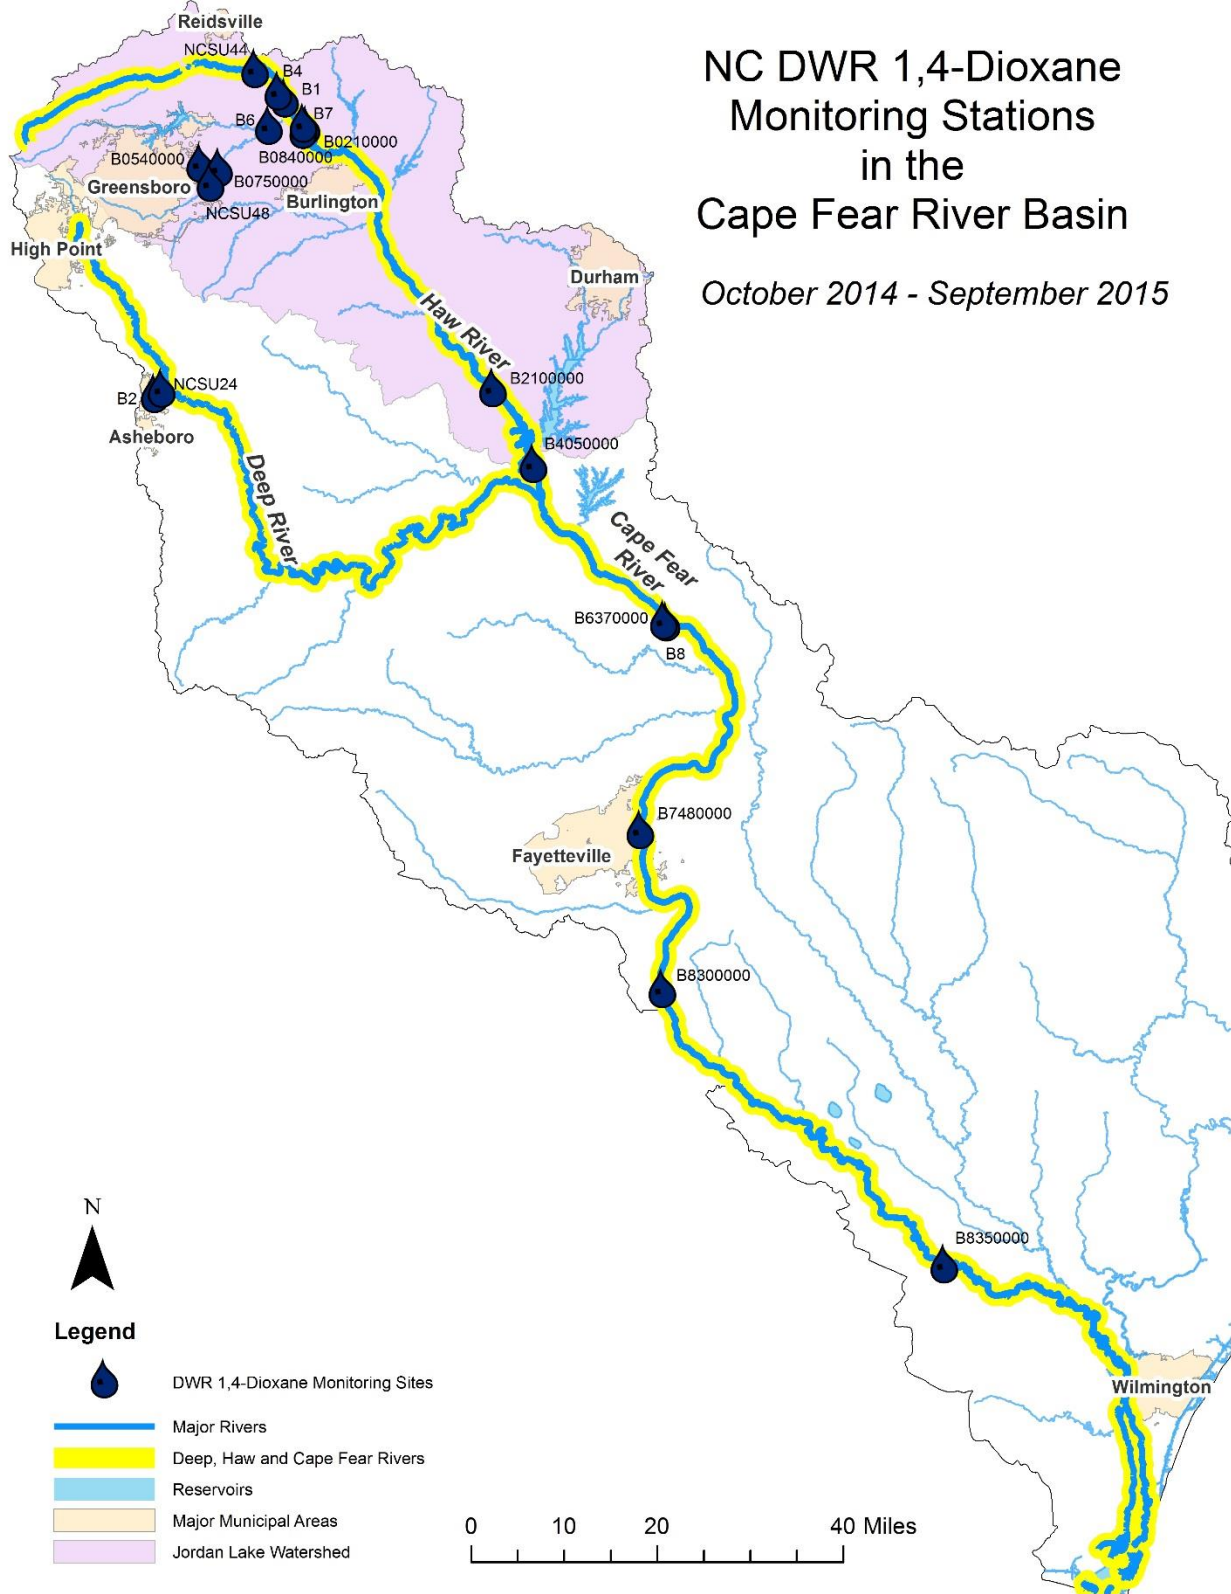 NC DWR 1,4-Dioxane
Monitoring Stations
in the
Cape Fear River Basin
October 2014 - September 2015
Reidsville
NCSU44
B4
B1
B6
B7
B0210000
B0840000
B0540000
B0750000
Greensboro
NCSU48
Burlington
High Point
Durham
Haw River
NCSU24
B2
B2100000
Asheboro
B4050000
Deep River
Cape Fear
River
B6370000
B8
B7480000
Fayetteville
B8300000
B8350000
Wilmington
N
Legend
DWR 1,4-Dioxane Monitoring Sites
Major Rivers
Deep, Haw and Cape Fear Rivers
Reservoirs
Major Municipal Areas
Jordan Lake Watershed
0 10 20 40 Miles